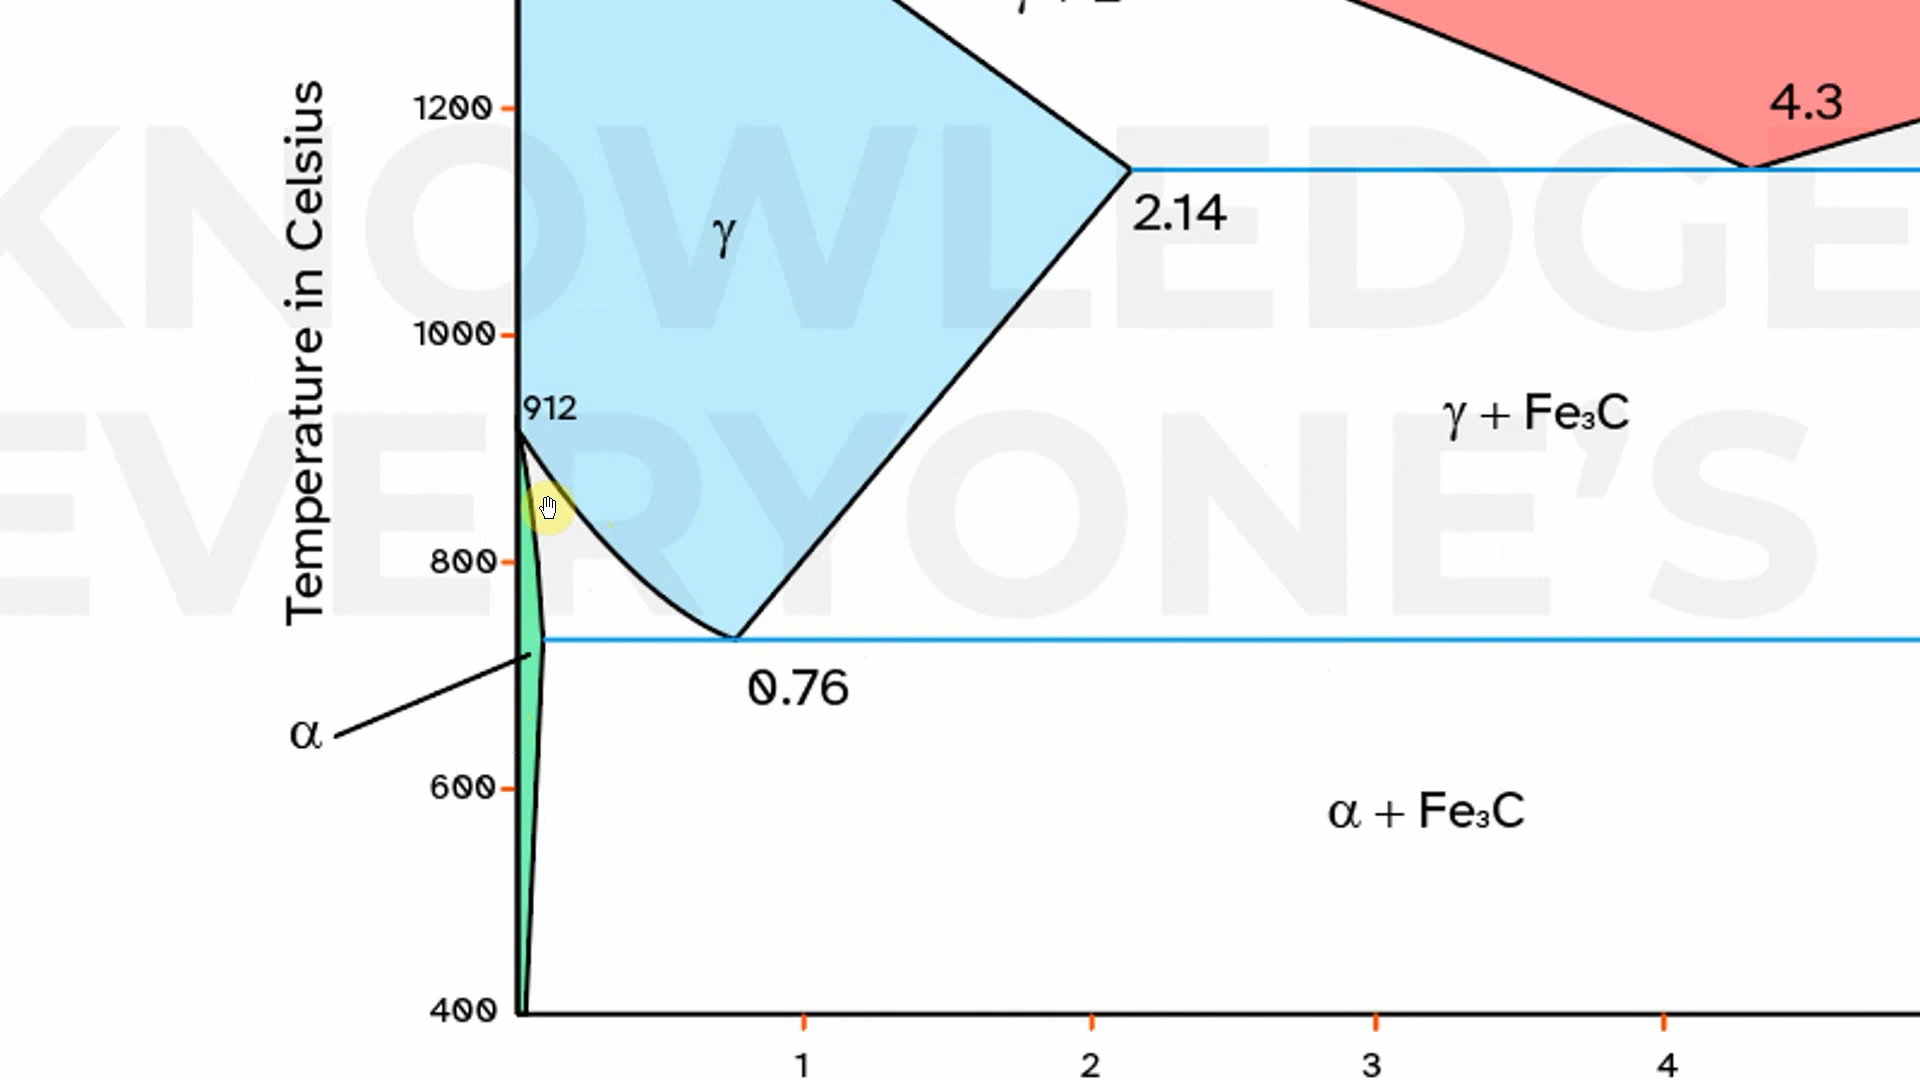 1200
4.3
2.14
γ
Temperature in Celsius
1000
912
γ + Fe₃C
800
0.76
α
600
α + Fe₃C
400
1 2 3 4
KNOWLEDGE
EVERYONE'S